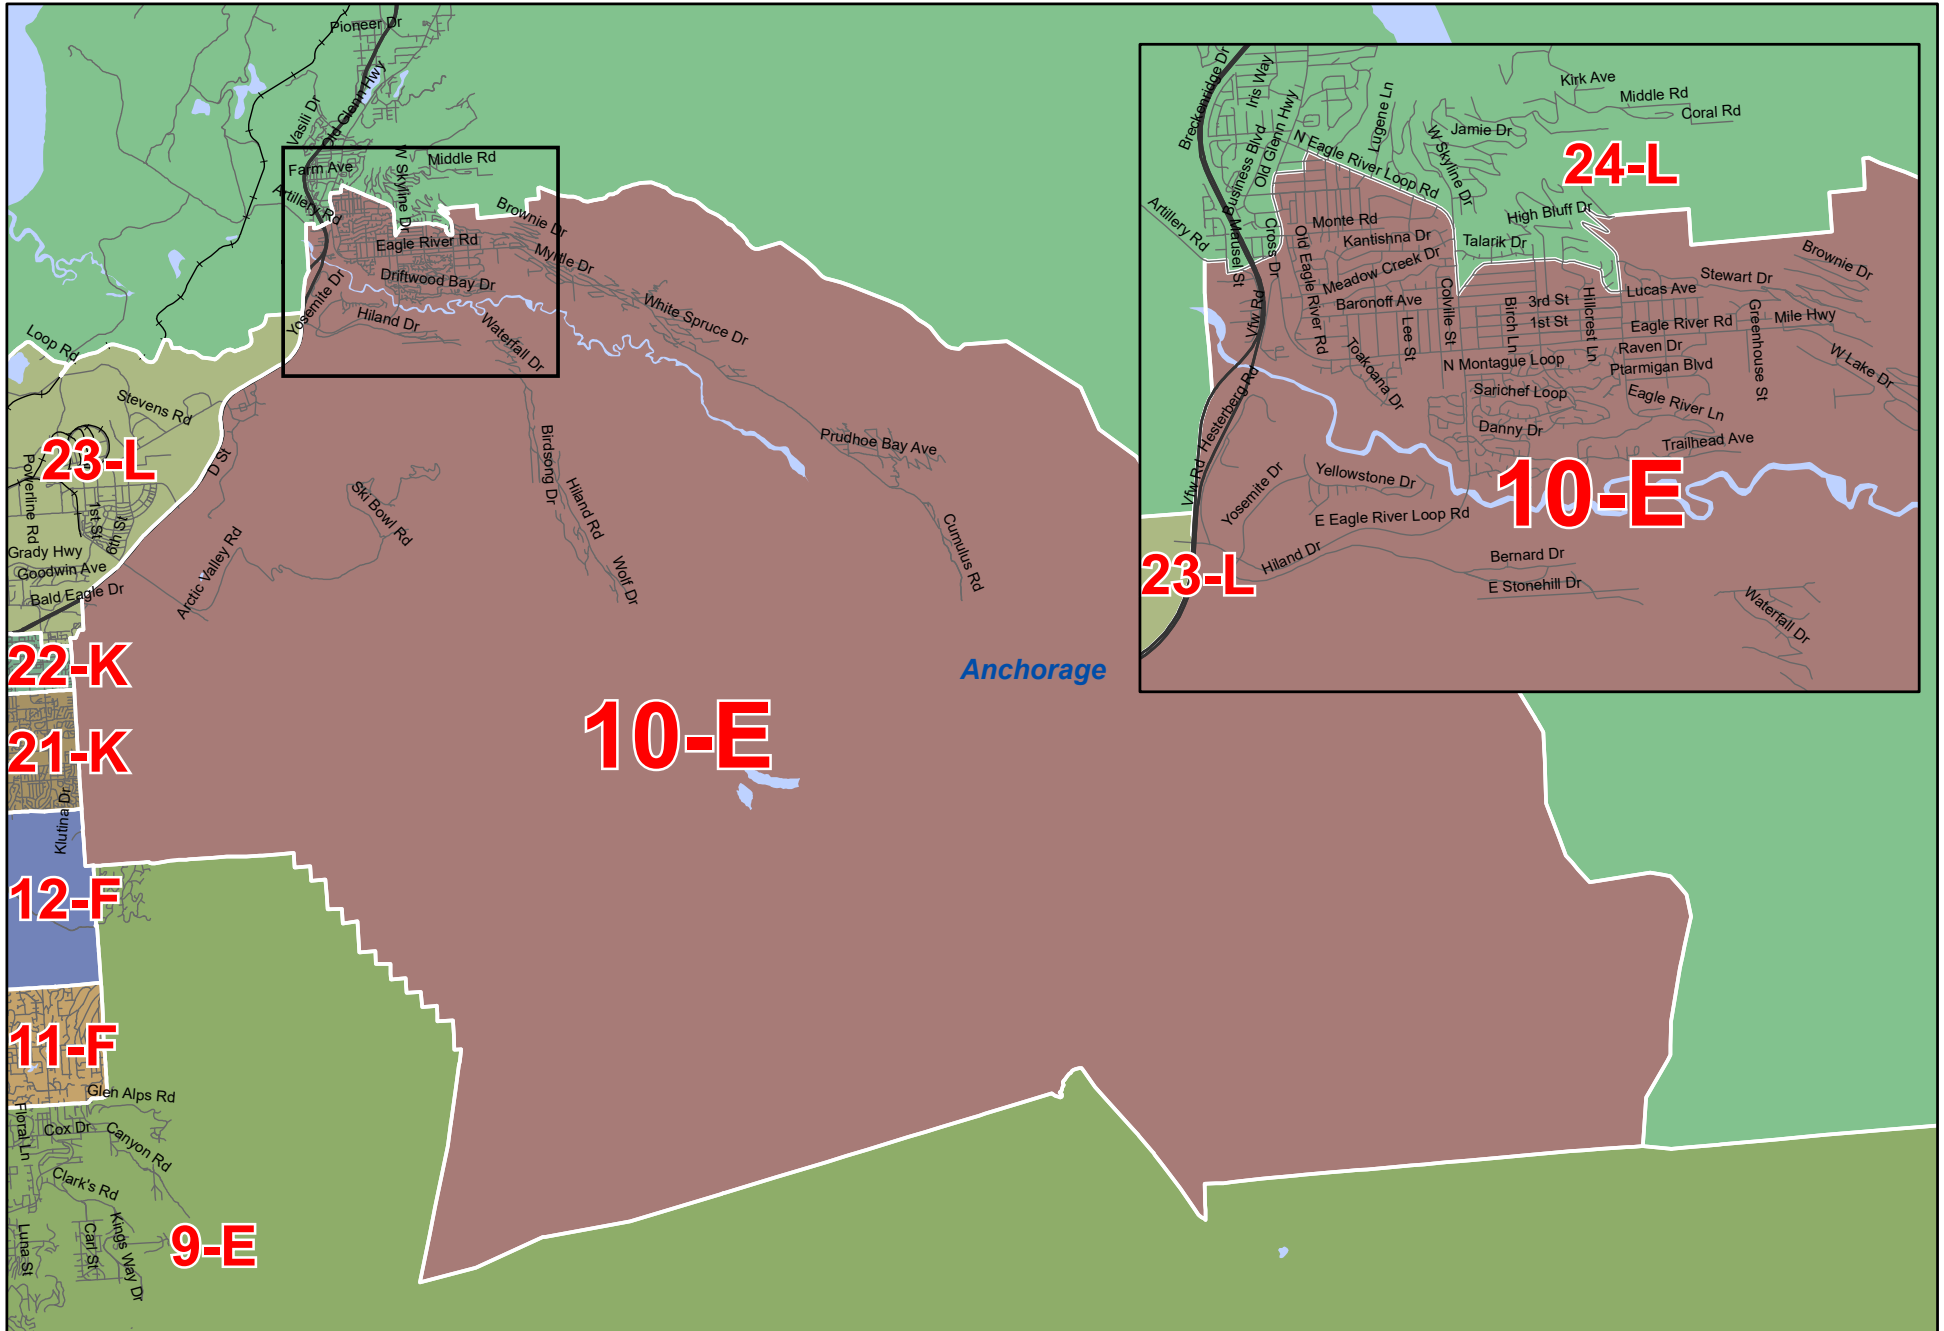 Pioneer Dr
Old Glenn Hwy
Vasili Dr
Farm Ave
W Skyline Dr
Middle Rd
Artillery Rd
Brownie Dr
Eagle River Rd
Myrtle Dr
Driftwood Bay Dr
Yosemite Dr
Hiland Dr
White Spruce Dr
Waterfall Dr
Loop Rd
Stevens Rd
23-L
Powerline Rd
D St
1st St
9th St
Grady Hwy
Goodwin Ave
Bald Eagle Dr
Arctic Valley Rd
Ski Bowl Rd
Birdsong Dr
Hiland Rd
Wolf Dr
Prudhoe Bay Ave
Cumulus Rd
22-K
21-K
Klutina Dr
12-F
11-F
10-E
Anchorage
Glen Alps Rd
Floral Ln
Cox Dr
Canyon Rd
Clark's Rd
Kings Way Dr
Carl St
Luna St
9-E
Breckenridge Dr
Iris Way
Business Blvd
Old Glenn Hwy
N Eagle River Loop Rd
Lugene Ln
W Skyline Dr
Jamie Dr
Kirk Ave
Middle Rd
Coral Rd
24-L
High Bluff Dr
Artillery Rd
Mausel St
Cross Dr
Old Eagle River Rd
Monte Rd
Kantishna Dr
Meadow Creek Dr
Baronoff Ave
Talarik Dr
Brownie Dr
Stewart Dr
Lucas Ave
Colville St
Lee St
Birch Ln
3rd St
1st St
Hillcrest Ln
Eagle River Rd
Greenhouse St
Mile Hwy
Vfw Rd
Toakoana Dr
N Montague Loop
Raven Dr
Ptarmigan Blvd
W Lake Dr
Sarichef Loop
Eagle River Ln
Hesterberg Rd
Danny Dr
Trailhead Ave
Vfw Rd
Yosemite Dr
Yellowstone Dr
10-E
E Eagle River Loop Rd
Hiland Dr
Bernard Dr
E Stonehill Dr
Waterfall Dr
23-L